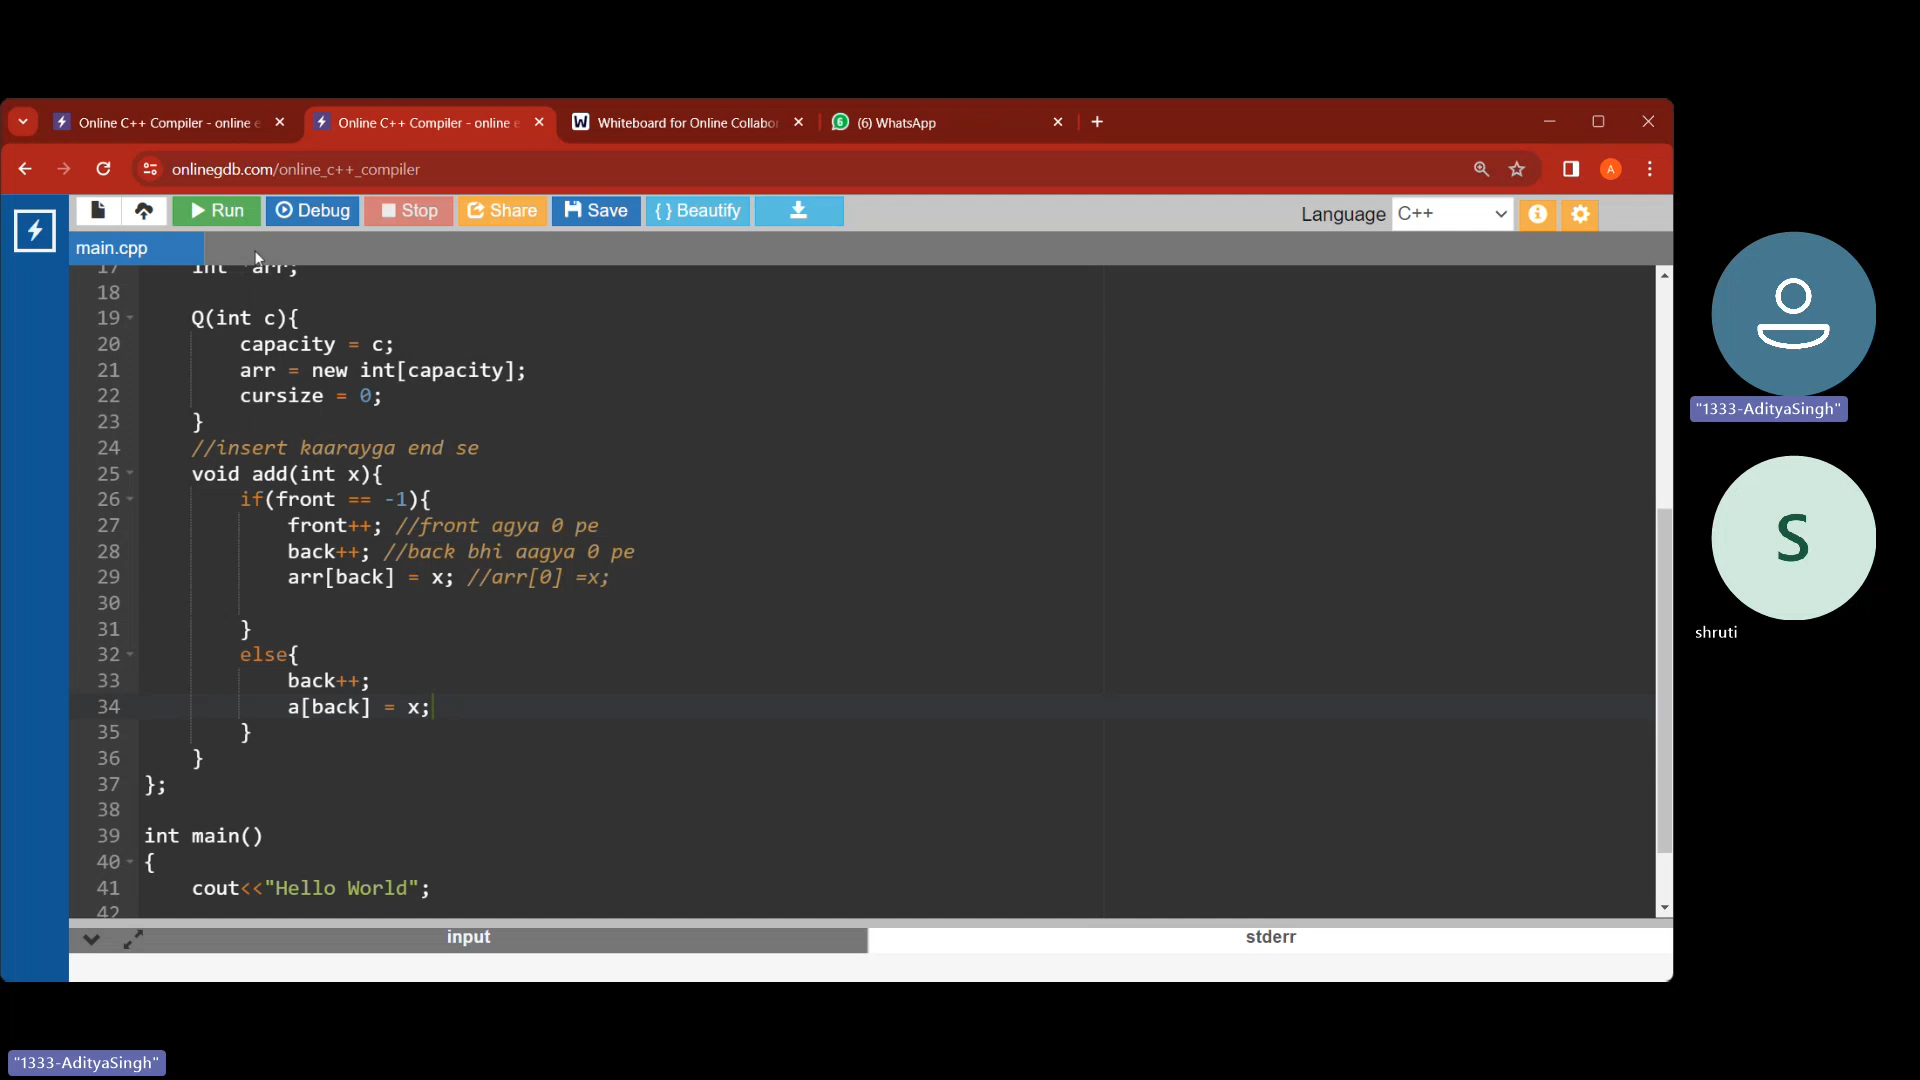 Online C++ Compiler - online e
Online C++ Compiler - online e
W Whiteboard for Online Collabor
6 (6) WhatsApp
onlinegdb.com/online_c++_compiler
A
Run Debug Stop Share Save { } Beautify
Language C++
main.cpp
17 int *arr;
18
19 Q(int c){
20 capacity = c;
21 arr = new int[capacity];
22 cursize = 0;
23 }
24 //insert kaarayga end se
25 void add(int x){
26 if(front == -1){
27 front++; //front agya 0 pe
28 back++; //back bhi aagya 0 pe
29 arr[back] = x; //arr[0] =x;
30
31 }
32 else{
33 back++;
34 a[back] = x;
35 }
36 }
37 };
38
39 int main()
40 {
41 cout<<"Hello World";
42
input stderr
"1333-AdityaSingh"
S
shruti
"1333-AdityaSingh"